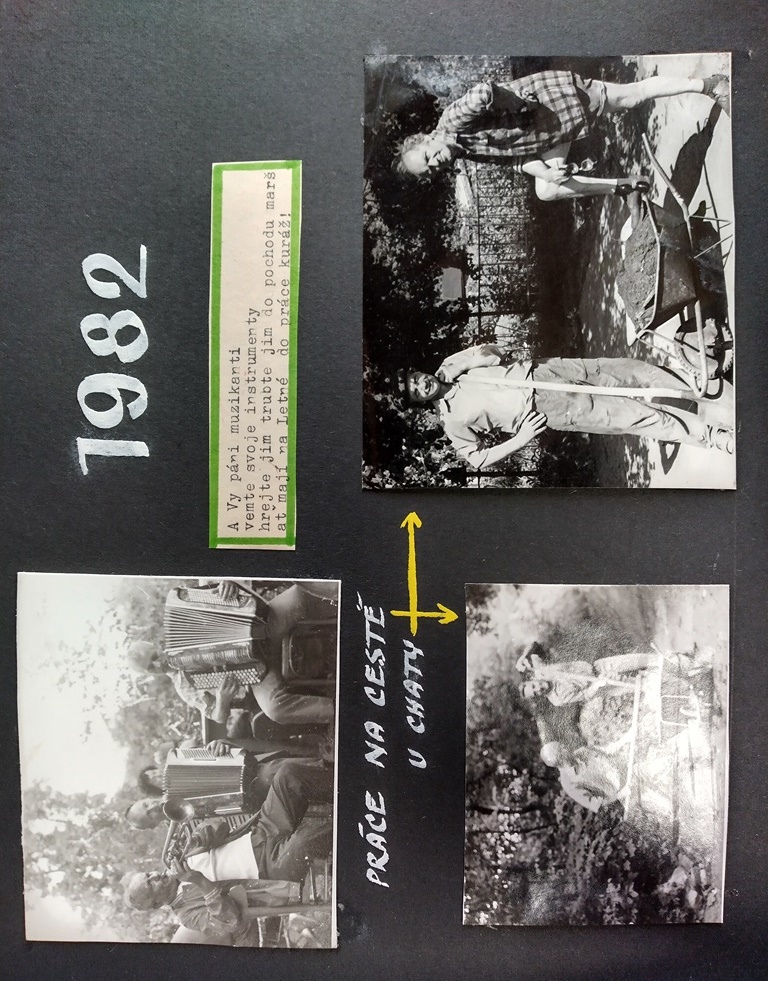 1982
A Vy páni muzikanti
vemte svoje instrumenty
hrejte jim trubte jim do pochodu marš
ať mají na Letné do práce kuráž!
PRÁCE NA CESTĚ
U CHATY